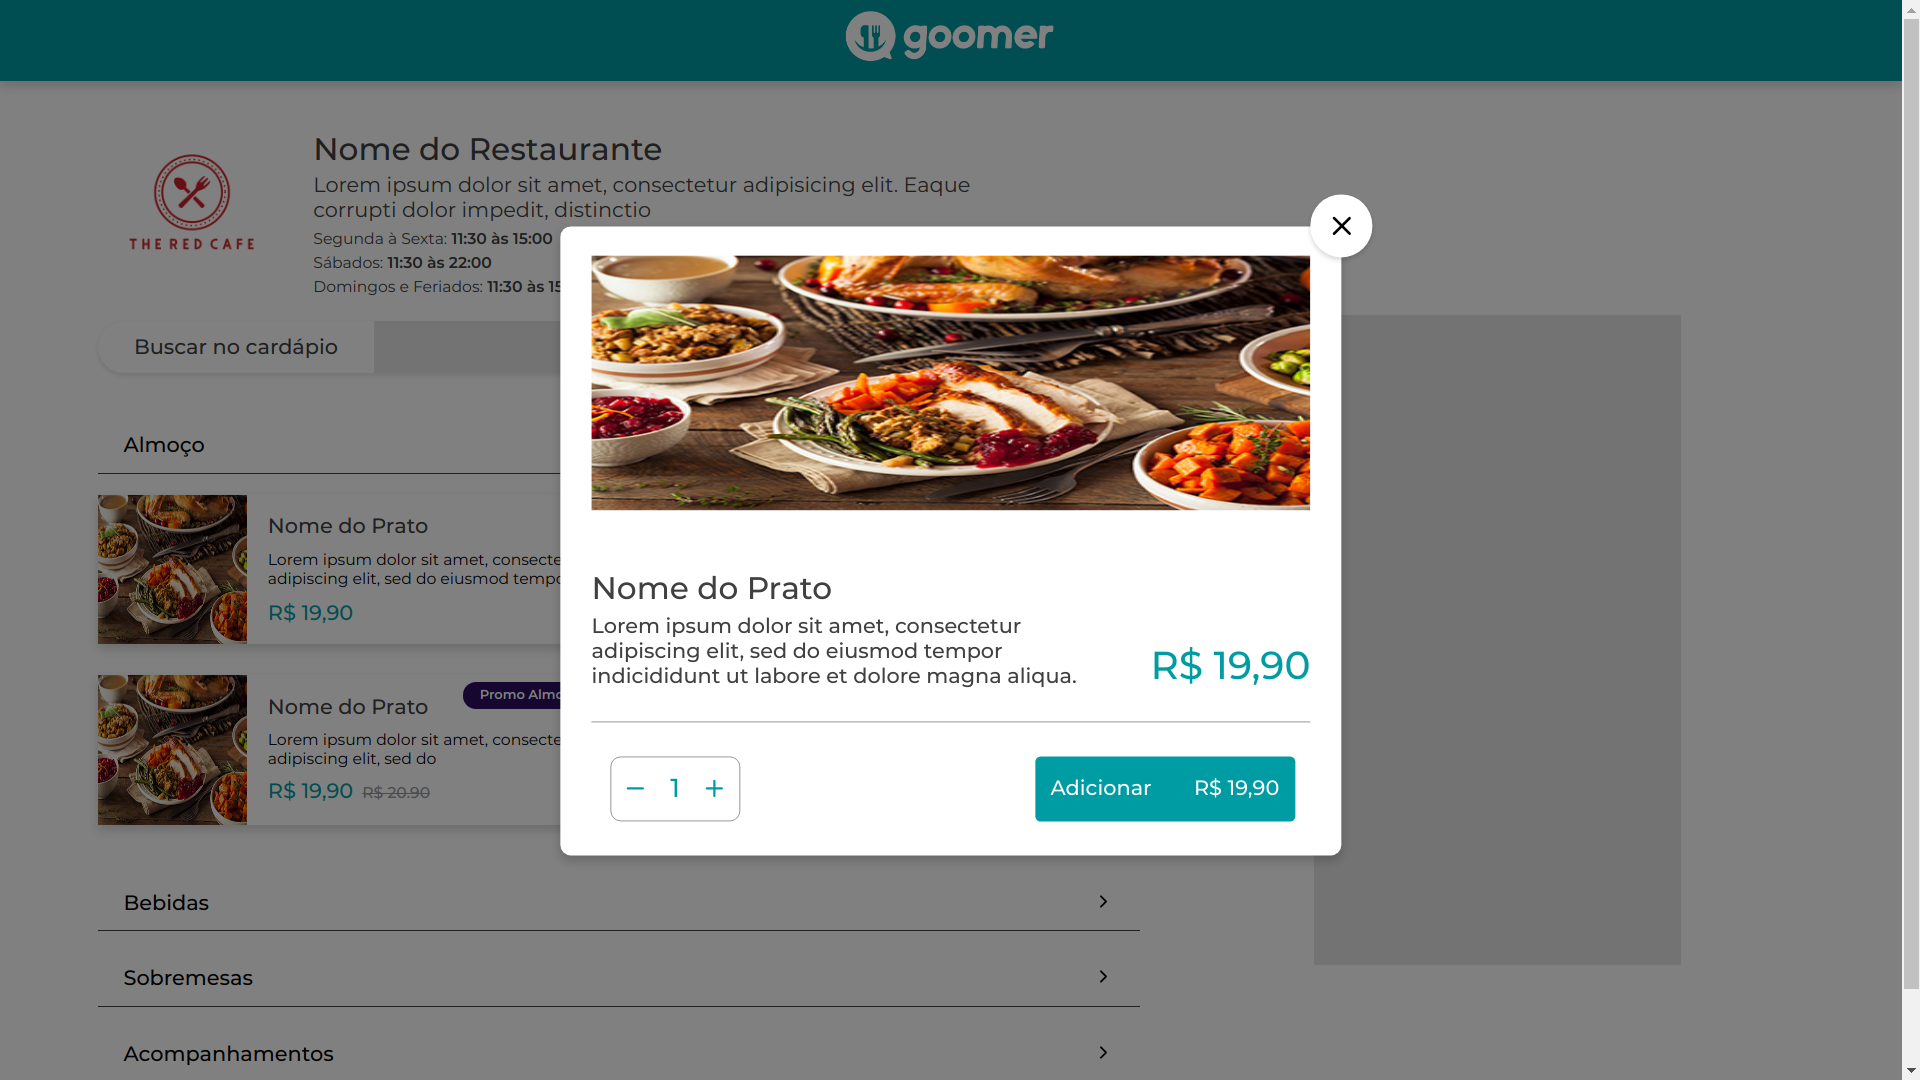 goomer
Nome do Restaurante
Lorem ipsum dolor sit amet, consectetur adipisicing elit. Eaque
corrupti dolor impedit, distinctio
THE RED CAFE
Segunda à Sexta: 11:30 às 15:00
Sábados: 11:30 às 22:00
Domingos e Feriados: 11:30 às 15
Buscar no cardápio
Almoço
Nome do Prato
Lorem ipsum dolor sit amet, consecte
adipiscing elit, sed do eiusmod tempo
R$ 19,90
Nome do Prato
Promo Almo
Lorem ipsum dolor sit amet, consecte
adipiscing elit, sed do
R$ 19,90 R$ 20.90
Nome do Prato
Lorem ipsum dolor sit amet, consectetur
adipiscing elit, sed do eiusmod tempor
indicididunt ut labore et dolore magna aliqua.
R$ 19,90
1
Adicionar R$ 19,90
Bebidas
Sobremesas
Acompanhamentos